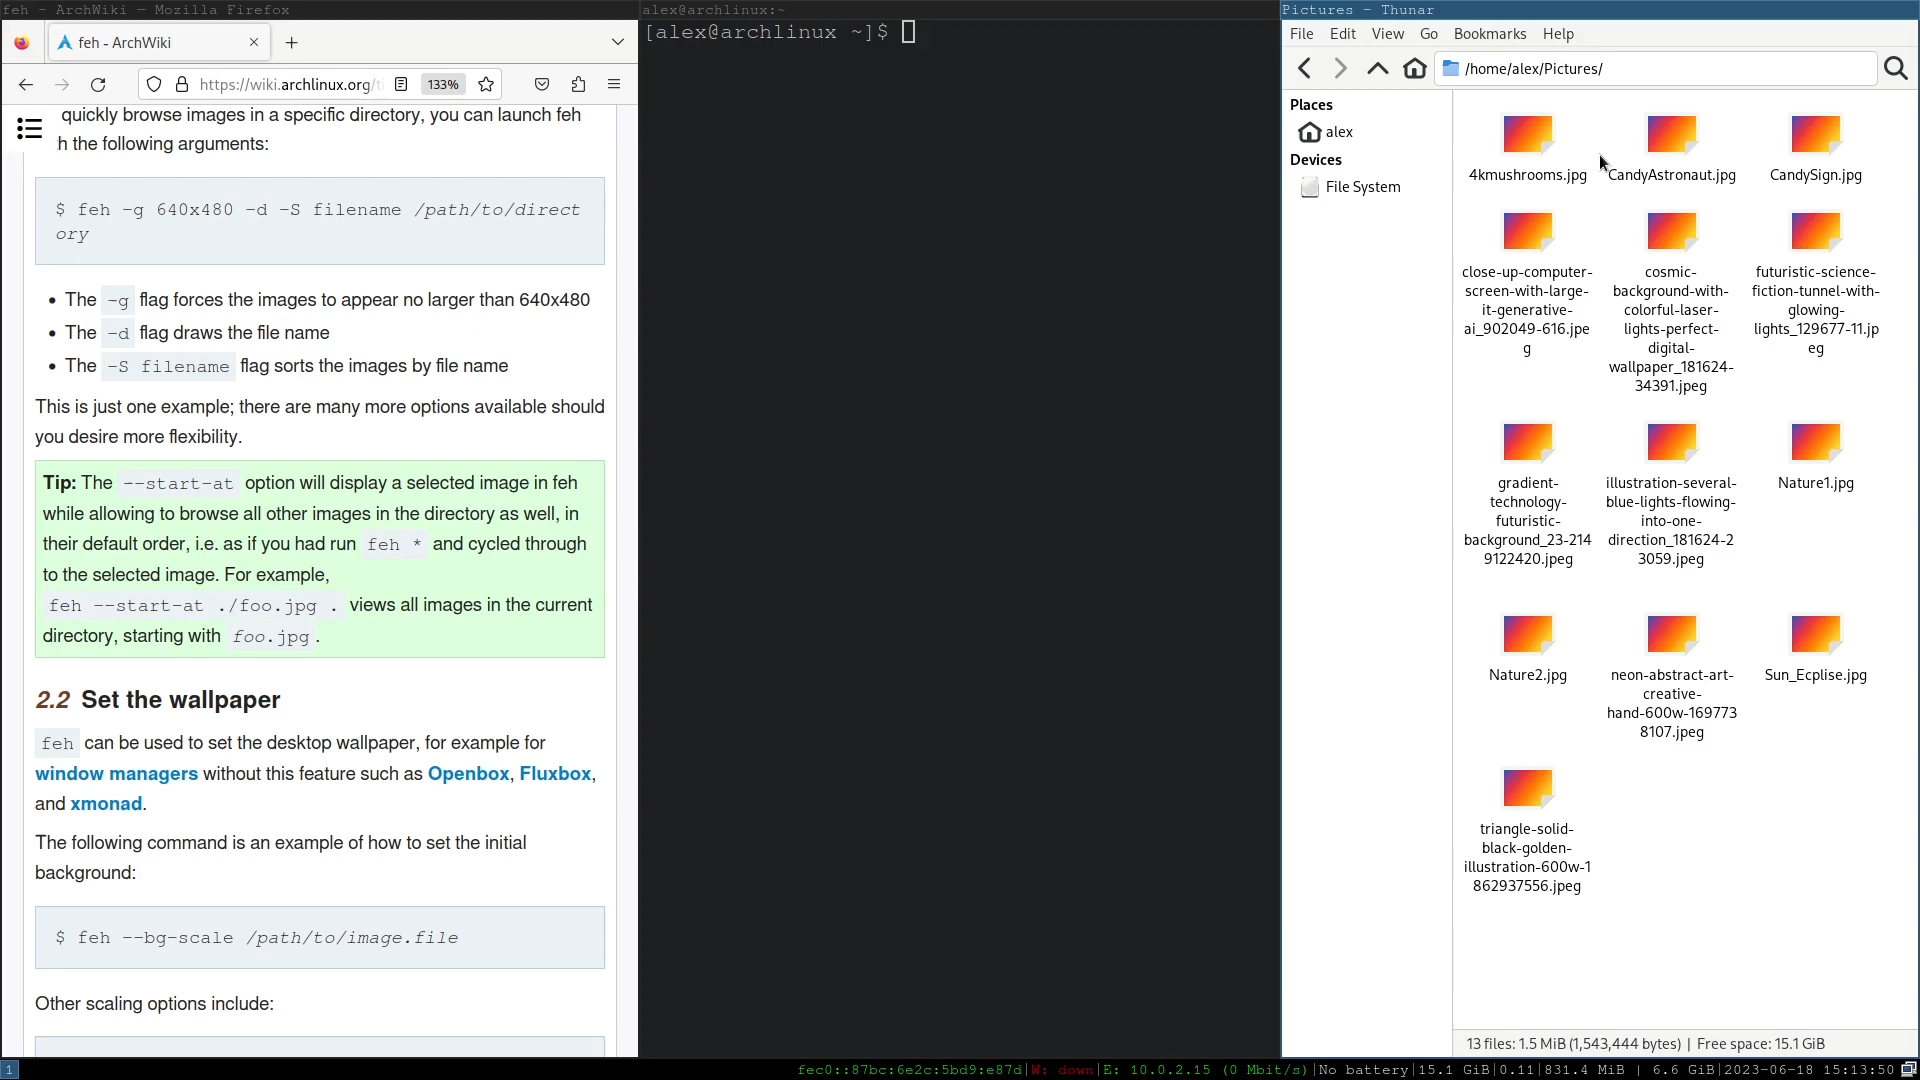 feh - ArchWiki — Mozilla Firefox
feh - ArchWiki
https://wiki.archlinux.org/ti
133%
quickly browse images in a specific directory, you can launch feh
h the following arguments:
$ feh -g 640x480 -d -S filename /path/to/direct
ory
• The -g flag forces the images to appear no larger than 640x480
• The -d flag draws the file name
• The -S filename flag sorts the images by file name
This is just one example; there are many more options available should
you desire more flexibility.
Tip: The --start-at option will display a selected image in feh
while allowing to browse all other images in the directory as well, in
their default order, i.e. as if you had run feh * and cycled through
to the selected image. For example,
feh --start-at ./foo.jpg . views all images in the current
directory, starting with foo.jpg.
2.2 Set the wallpaper
feh can be used to set the desktop wallpaper, for example for
window managers without this feature such as Openbox, Fluxbox,
and xmonad.
The following command is an example of how to set the initial
background:
$ feh --bg-scale /path/to/image.file
Other scaling options include:
alex@archlinux:~
[alex@archlinux ~]$
Pictures - Thunar
File Edit View Go Bookmarks Help
/home/alex/Pictures/
Places
alex
Devices
File System
4kmushrooms.jpg
CandyAstronaut.jpg
CandySign.jpg
close-up-computer-
screen-with-large-
it-generative-
ai_902049-616.jpe
g
cosmic-
background-with-
colorful-laser-
lights-perfect-
digital-
wallpaper_181624-
34391.jpeg
futuristic-science-
fiction-tunnel-with-
glowing-
lights_129677-11.jp
eg
gradient-
technology-
futuristic-
background_23-214
9122420.jpeg
illustration-several-
blue-lights-flowing-
into-one-
direction_181624-2
3059.jpeg
Nature1.jpg
Nature2.jpg
neon-abstract-art-
creative-
hand-600w-169773
8107.jpeg
Sun_Ecplise.jpg
triangle-solid-
black-golden-
illustration-600w-1
862937556.jpeg
13 files: 1.5 MiB (1,543,444 bytes) | Free space: 15.1 GiB
1
fec0::87bc:6e2c:5bd9:e87d|W: down|E: 10.0.2.15 (0 Mbit/s)|No battery|15.1 GiB|0.11|831.4 MiB | 6.6 GiB|2023-06-18 15:13:50